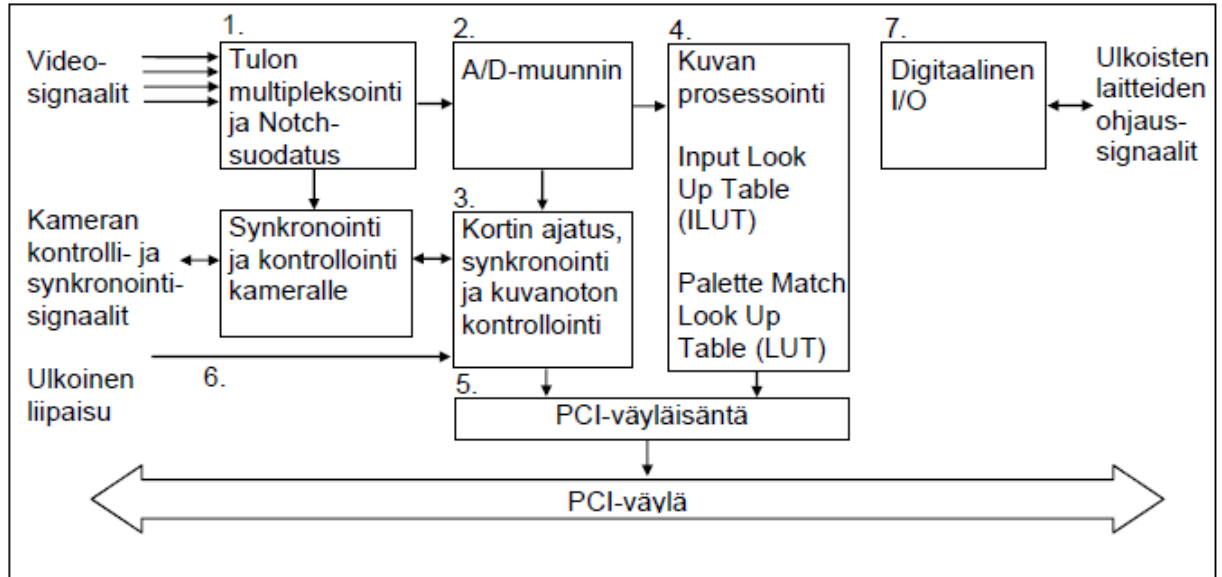 1.
Tulon
multipleksointi
ja Notch-
suodatus
2.
A/D-muunnin
4.
Kuvan
prosessointi
Input Look
Up Table
(ILUT)
Palette Match
Look Up
Table (LUT)
7.
Digitaalinen
I/O
Video-
signaalit
Ulkoisten
laitteiden
ohjaus-
signaalit
Kameran
kontrolli- ja
synkronointi-
signaalit
Synkronointi
ja kontrollointi
kameralle
3.
Kortin ajatus,
synkronointi
ja kuvanoton
kontrollointi
Ulkoinen
liipaisu
6.
5.
PCI-väyläisäntä
PCI-väylä